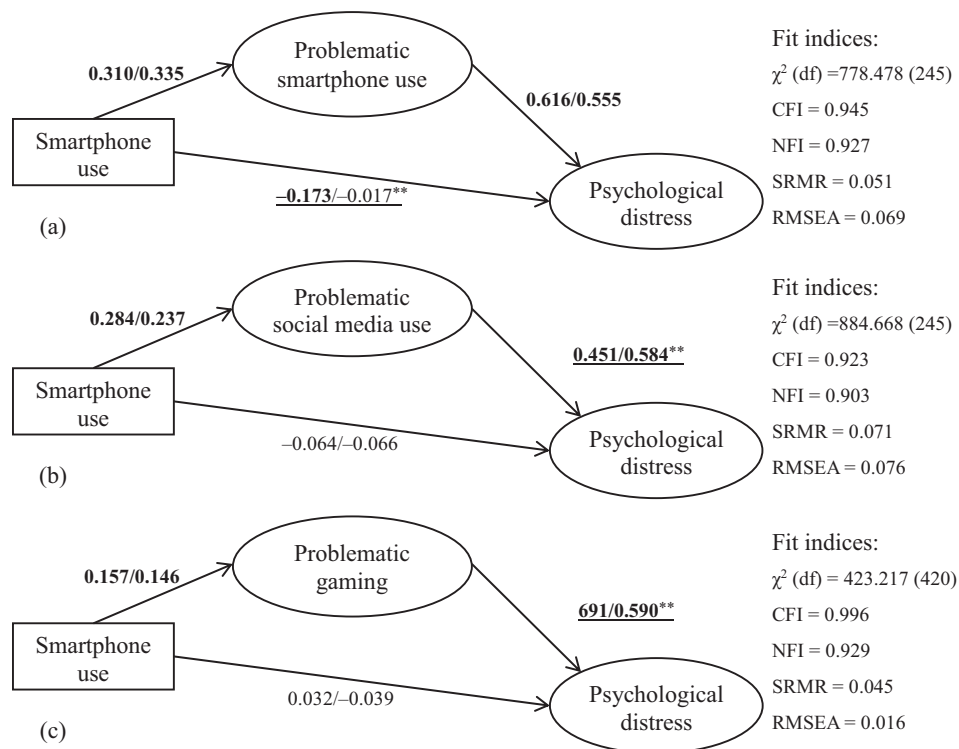 Problematic
smartphone use
0.310/0.335
0.616/0.555
Smartphone
use
–0.173/–0.017**
Psychological
distress
(a)
Fit indices:
χ² (df) =778.478 (245)
CFI = 0.945
NFI = 0.927
SRMR = 0.051
RMSEA = 0.069
Problematic
social media use
0.284/0.237
0.451/0.584**
Smartphone
use
–0.064/–0.066
Psychological
distress
(b)
Fit indices:
χ² (df) =884.668 (245)
CFI = 0.923
NFI = 0.903
SRMR = 0.071
RMSEA = 0.076
Problematic
gaming
0.157/0.146
691/0.590**
Smartphone
use
0.032/–0.039
Psychological
distress
(c)
Fit indices:
χ² (df) = 423.217 (420)
CFI = 0.996
NFI = 0.929
SRMR = 0.045
RMSEA = 0.016